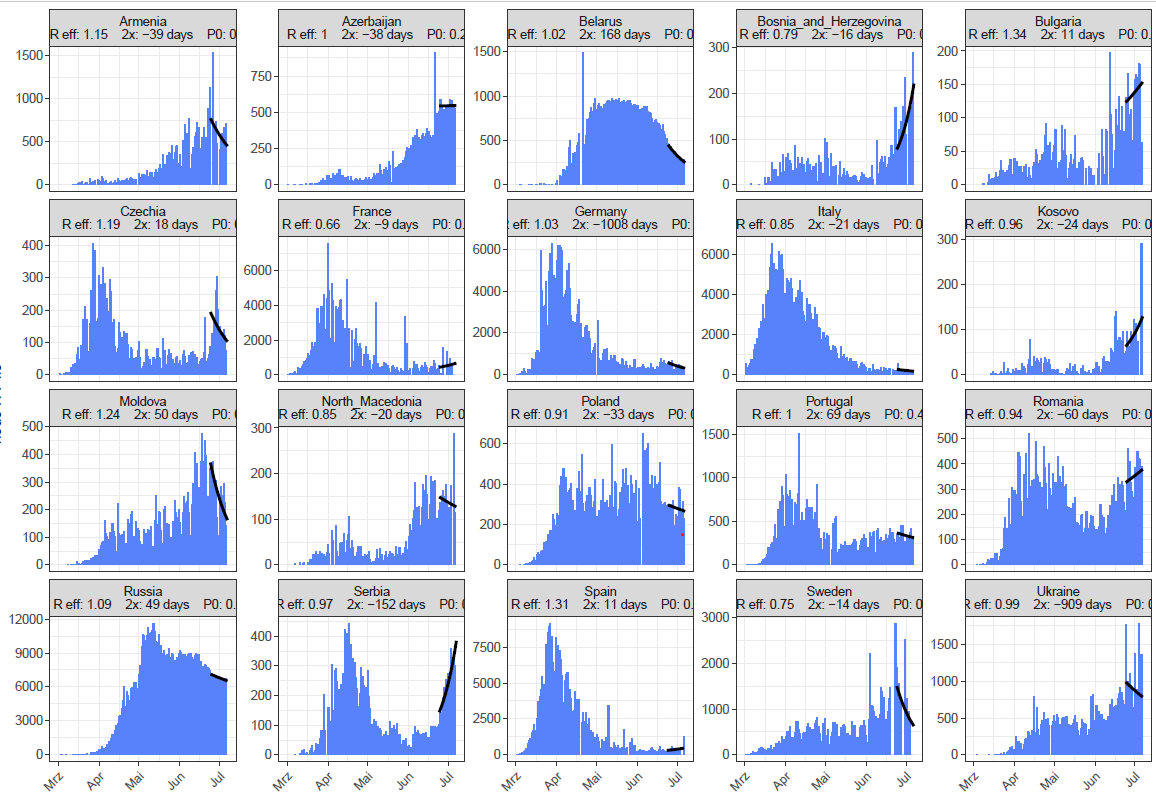 Armenia
R eff: 1.15 2x: −39 days P0: 0
1500
1000
500
0
Azerbaijan
R eff: 1 2x: −38 days P0: 0.2
750
500
250
0
Belarus
R eff: 1.02 2x: 168 days P0: 0
1500
1000
500
0
Bosnia_and_Herzegovina
R eff: 0.79 2x: −16 days P0: 0
300
200
100
0
Bulgaria
R eff: 1.34 2x: 11 days P0: 0.
200
150
100
50
0
Czechia
R eff: 1.19 2x: 18 days P0:
400
300
200
100
0
France
R eff: 0.66 2x: −9 days P0: 0.
6000
4000
2000
0
Germany
eff: 1.03 2x: −1008 days P0:
6000
4000
2000
0
Italy
R eff: 0.85 2x: −21 days P0: 0
6000
4000
2000
0
Kosovo
R eff: 0.96 2x: −24 days P0: 0
300
200
100
0
Moldova
R eff: 1.24 2x: 50 days P0:
500
400
300
200
100
0
North_Macedonia
R eff: 0.85 2x: −20 days P0: 0
300
200
100
0
Poland
R eff: 0.91 2x: −33 days P0:
600
400
200
0
Portugal
R eff: 1 2x: 69 days P0: 0.4
1500
1000
500
0
Romania
R eff: 0.94 2x: −60 days P0: 0
500
400
300
200
100
0
Russia
R eff: 1.09 2x: 49 days P0: 0.
12000
9000
6000
3000
0
Serbia
R eff: 0.97 2x: −152 days P0:
400
300
200
100
0
Spain
R eff: 1.31 2x: 11 days P0: 0.
7500
5000
2500
0
Sweden
R eff: 0.75 2x: −14 days P0: 0
3000
2000
1000
0
Ukraine
R eff: 0.99 2x: −909 days P0:
1500
1000
500
0
Mrz Apr Mai Jun Jul
Mrz Apr Mai Jun Jul
Mrz Apr Mai Jun Jul
Mrz Apr Mai Jun Jul
Mrz Apr Mai Jun Jul